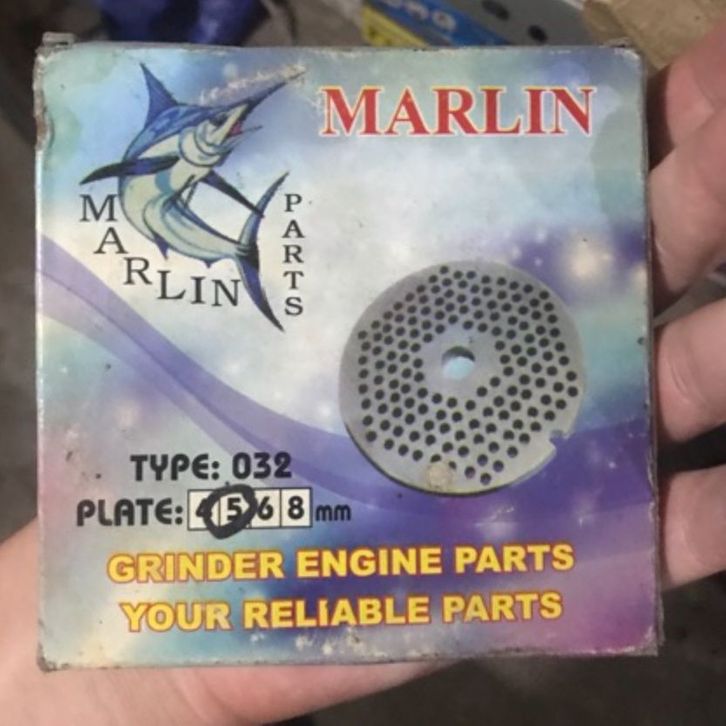 MARLIN
MARLIN
PARTS
TYPE: 032
PLATE: 4 5 6 8 mm
GRINDER ENGINE PARTS
YOUR RELIABLE PARTS